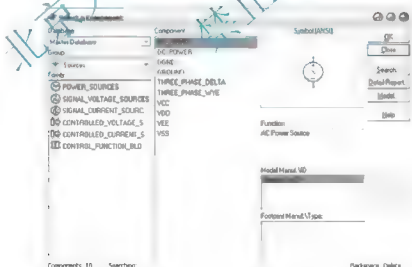 Database
Master Database
Group
Sources
Family
POWER_SOURCES
SIGNAL_VOLTAGE_SOURCES
SIGNAL_CURRENT_SOURC
CONTROLLED_VOLTAGE_S
CONTROLLED_CURRENT_S
CONTROL_FUNCTION_BLO
Component
DC_POWER
DGND
GROUND
THREE_PHASE_DELTA
THREE_PHASE_WYE
VCC
VDD
VEE
VSS
Symbol (ANSI)
Function:
AC Power Source
Model Manuf.\ID
Footprint Manuf.\Type:
OK
Close
Search
Detail Report
Model
Help
Components: 10
Searching: